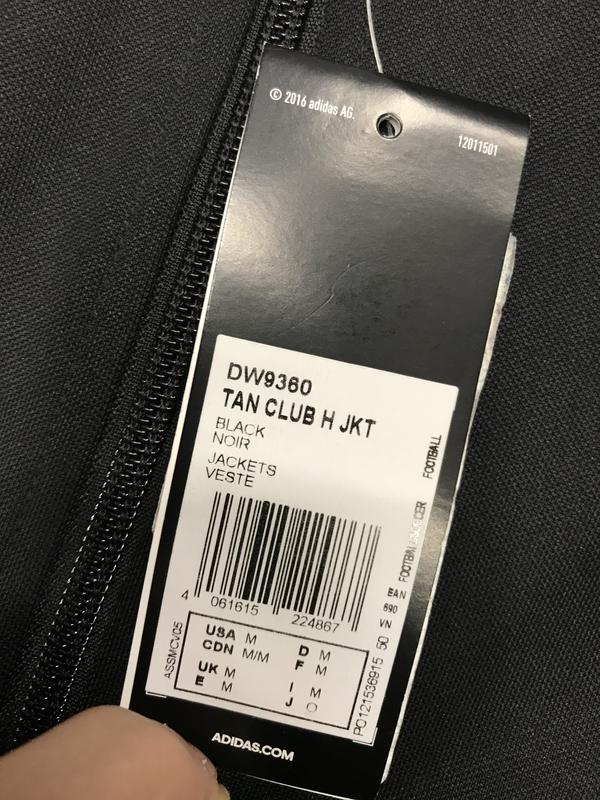 © 2016 adidas AG.
12011501
DW9360
TAN CLUB H JKT
BLACK
NOIR
JACKETS
VESTE
FOOTBALL
4 061615 224867
EAN
890
VN
ASSMCV05
USA M
CDN M/M
UK M
E M
D M
F M
I M
J O
PO121536915 50
ADIDAS.COM